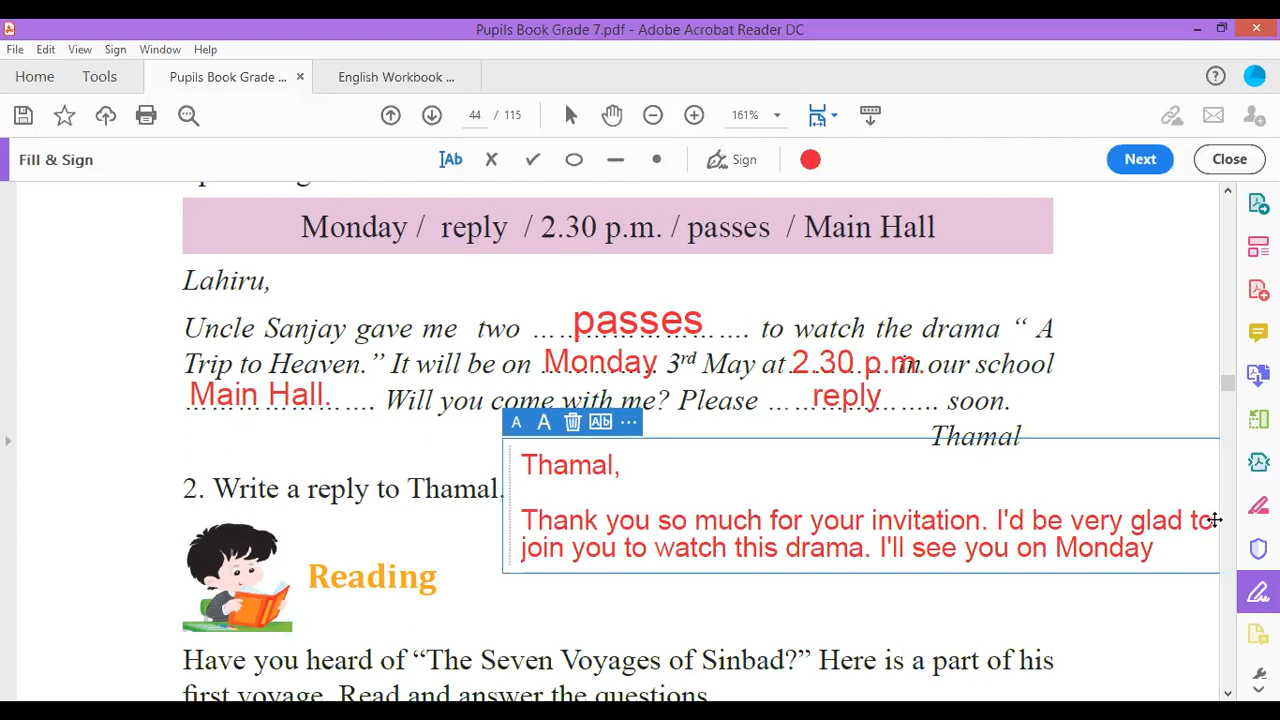 Pupils Book Grade 7.pdf - Adobe Acrobat Reader DC
File Edit View Sign Window Help
Home Tools Pupils Book Grade ... × English Workbook ...
44 / 115 161%
Fill & Sign Ab Sign Next Close
Monday / reply / 2.30 p.m. / passes / Main Hall
Lahiru,
Uncle Sanjay gave me two ... passes ... to watch the drama “ A
Trip to Heaven.” It will be on Monday 3rd May at 2.30 p.m. in our school
Main Hall. Will you come with me? Please ... reply ... soon.
A A Ab ...
Thamal
Thamal,
2. Write a reply to Thamal.
Thank you so much for your invitation. I'd be very glad to
join you to watch this drama. I'll see you on Monday
Reading
Have you heard of “The Seven Voyages of Sinbad?” Here is a part of his
first voyage. Read and answer the questions.